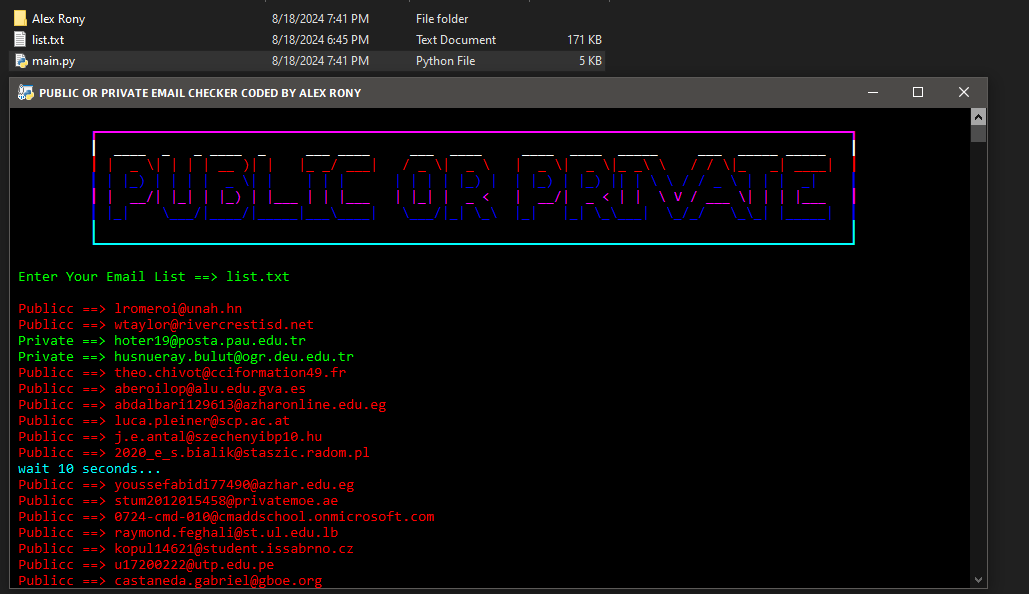 Alex Rony 8/18/2024 7:41 PM File folder
list.txt 8/18/2024 6:45 PM Text Document 171 KB
main.py 8/18/2024 7:41 PM Python File 5 KB
PUBLIC OR PRIVATE EMAIL CHECKER CODED BY ALEX RONY
PUBLIC OR PRIVATE
Enter Your Email List ==> list.txt
Publicc ==> lromeroi@unah.hn
Publicc ==> wtaylor@rivercrestisd.net
Private ==> hoter19@posta.pau.edu.tr
Private ==> husnueray.bulut@ogr.deu.edu.tr
Publicc ==> theo.chivot@cciformation49.fr
Publicc ==> aberoilop@alu.edu.gva.es
Publicc ==> abdalbari129613@azharonline.edu.eg
Publicc ==> luca.pleiner@scp.ac.at
Publicc ==> j.e.antal@szechenyibp10.hu
Publicc ==> 2020_e_s.bialik@staszic.radom.pl
wait 10 seconds...
Publicc ==> youssefabidi77490@azhar.edu.eg
Publicc ==> stum2012015458@privatemoe.ae
Publicc ==> 0724-cmd-010@cmaddschool.onmicrosoft.com
Publicc ==> raymond.feghali@st.ul.edu.lb
Publicc ==> kopul14621@student.issabrno.cz
Publicc ==> u17200222@utp.edu.pe
Publicc ==> castaneda.gabriel@gboe.org